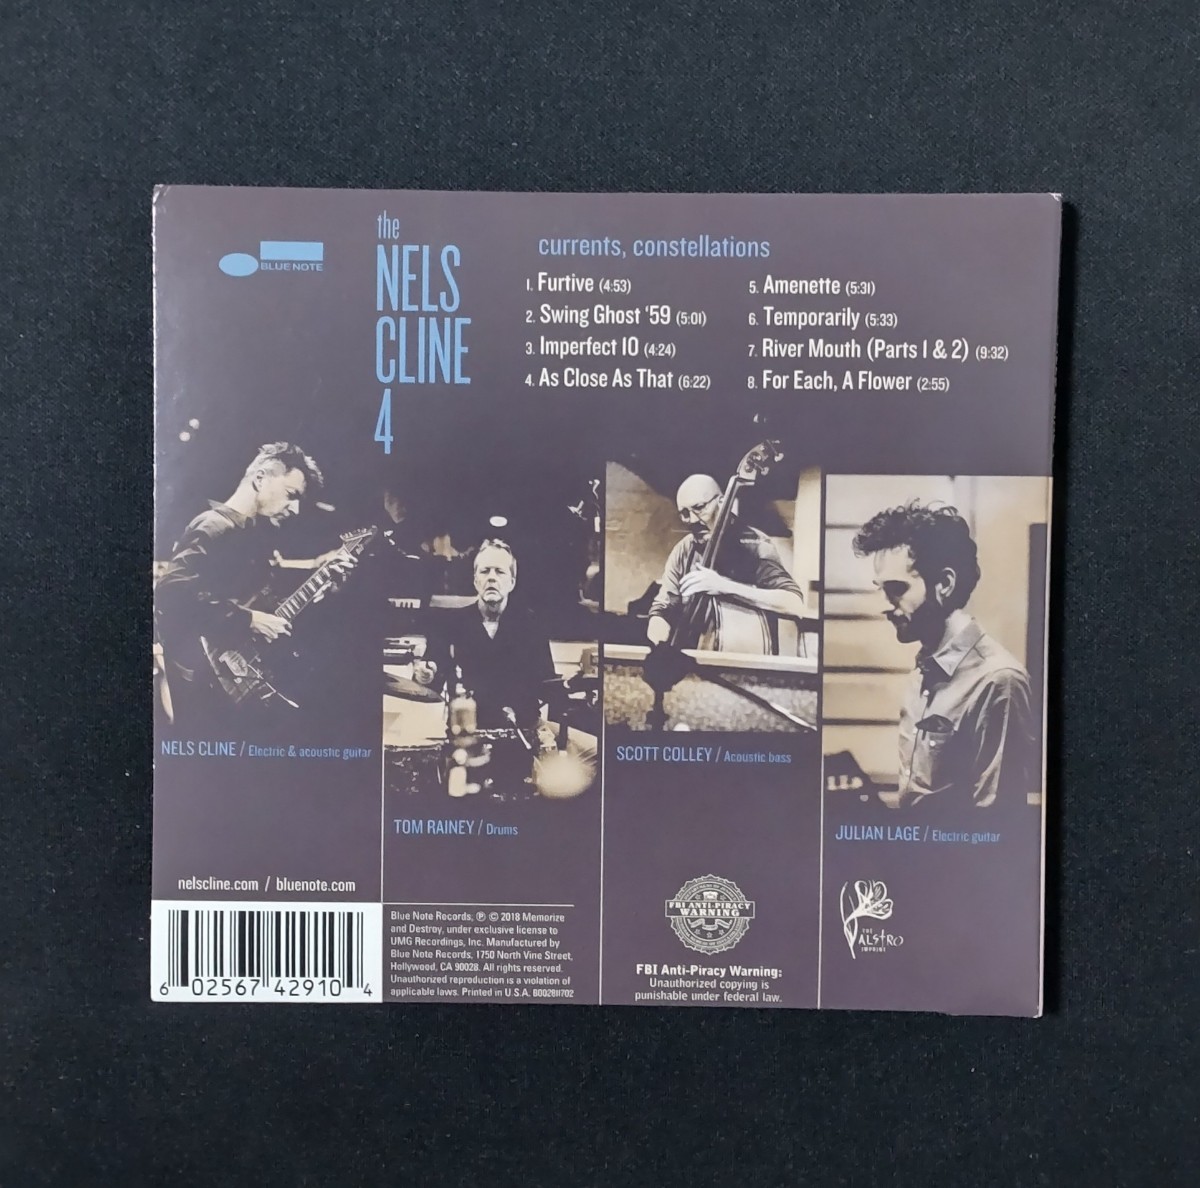 BLUE NOTE
the
NELS
CLINE
4
currents, constellations
1. Furtive (4:53)
2. Swing Ghost '59 (5:01)
3. Imperfect 10 (4:24)
4. As Close As That (6:22)
5. Amenette (5:31)
6. Temporarily (5:33)
7. River Mouth (Parts 1 & 2) (9:32)
8. For Each, A Flower (2:55)
NELS CLINE / Electric & acoustic guitar
TOM RAINEY / Drums
SCOTT COLLEY / Acoustic bass
JULIAN LAGE / Electric guitar
nelscline.com / bluenote.com
6 02567 42910 4
Blue Note Records, ℗ © 2018 Memorize
and Destroy, under exclusive license to
UMG Recordings, Inc. Manufactured by
Blue Note Records, 1750 North Vine Street,
Hollywood, CA 90028. All rights reserved.
Unauthorized reproduction is a violation of
applicable laws. Printed in U.S.A. B002811702
FBI ANTI-PIRACY
WARNING
FBI Anti-Piracy Warning:
Unauthorized copying is
punishable under federal law.
THE
ALSTRO
IMPRINT